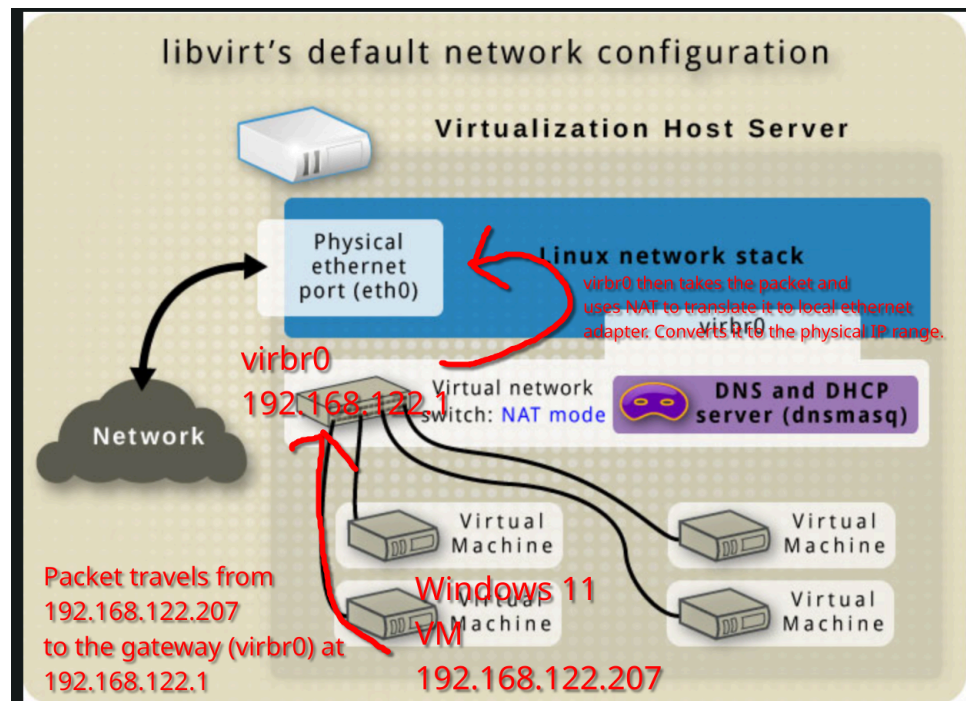 libvirt's default network configuration
Virtualization Host Server
Physical
ethernet
port (eth0)
Linux network stack
virbr0 then takes the packet and
uses NAT to translate it to local ethernet
adapter. Converts it to the physical IP range.
virbr0
virbr0
192.168.122.1
Virtual network
switch: NAT mode
DNS and DHCP
server (dnsmasq)
Network
Virtual
Machine
Virtual
Machine
Packet travels from
192.168.122.207
to the gateway (virbr0) at
192.168.122.1
Windows 11
VM
192.168.122.207
Virtual
Machine
Virtual
Machine